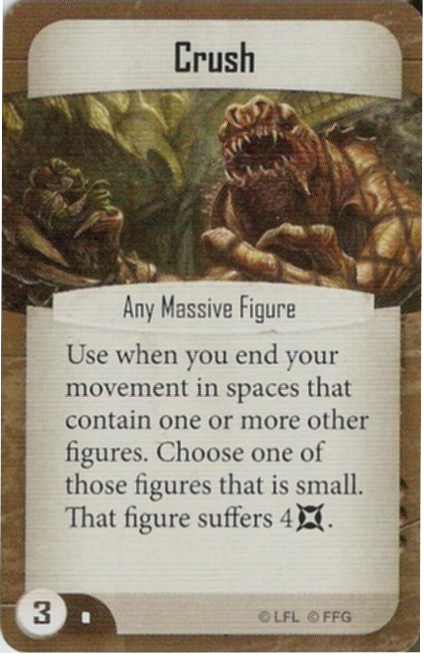 Crush
Any Massive Figure
Use when you end your
movement in spaces that
contain one or more other
figures. Choose one of
those figures that is small.
That figure suffers 4 .
3
© LFL © FFG